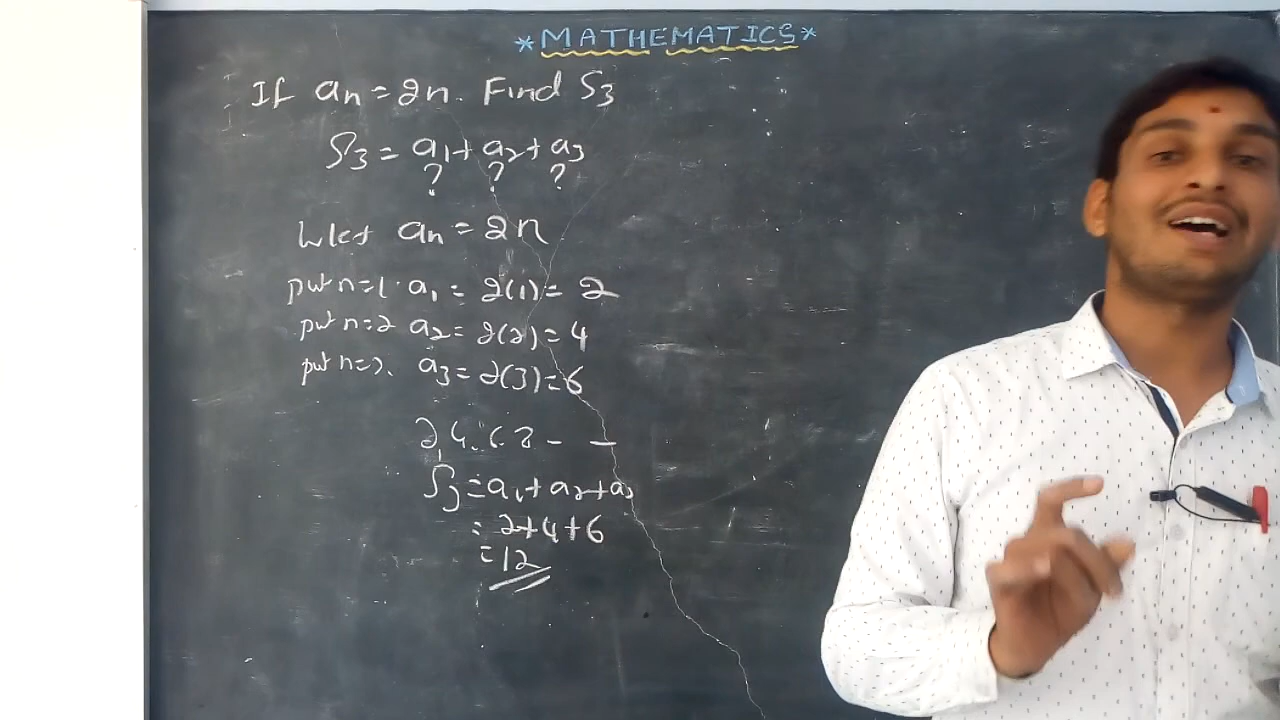 *MATHEMATICS*
If an = 2n. Find S3
S3 = a1 + a2 + a3
? ? ?
an = 2n
put n=1. a1 = 2(1) = 2
put n=2 a2 = 2(2) = 4
put n=3. a3 = 2(3) = 6
2, 4, 6 8 - -
S3 = a1 + a2 + a3
= 2+4+6
= 12